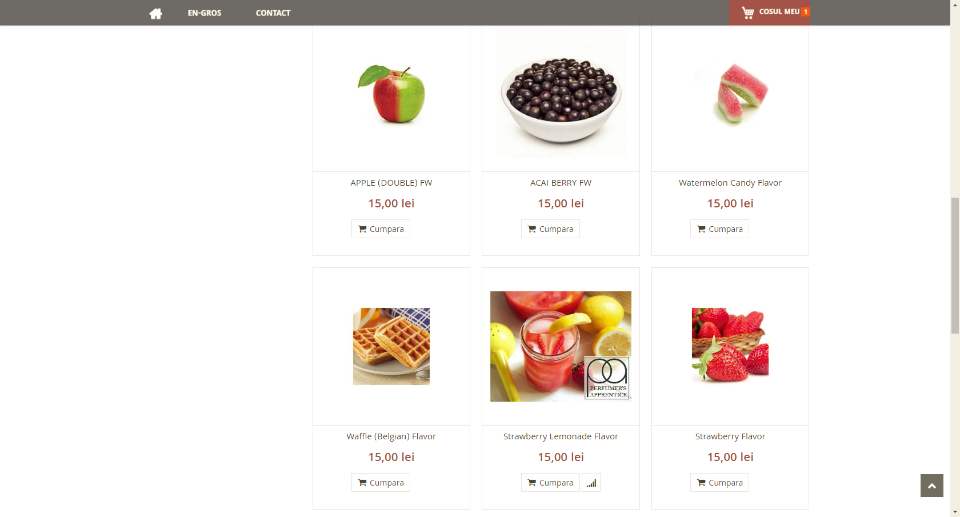 EN-GROS
CONTACT
COSUL MEU 1
APPLE (DOUBLE) FW
15,00 lei
Cumpara
ACAI BERRY FW
15,00 lei
Cumpara
Watermelon Candy Flavor
15,00 lei
Cumpara
Waffle (Belgian) Flavor
15,00 lei
Cumpara
PERFUMER'S
APPRENTICE
Strawberry Lemonade Flavor
15,00 lei
Cumpara
Strawberry Flavor
15,00 lei
Cumpara